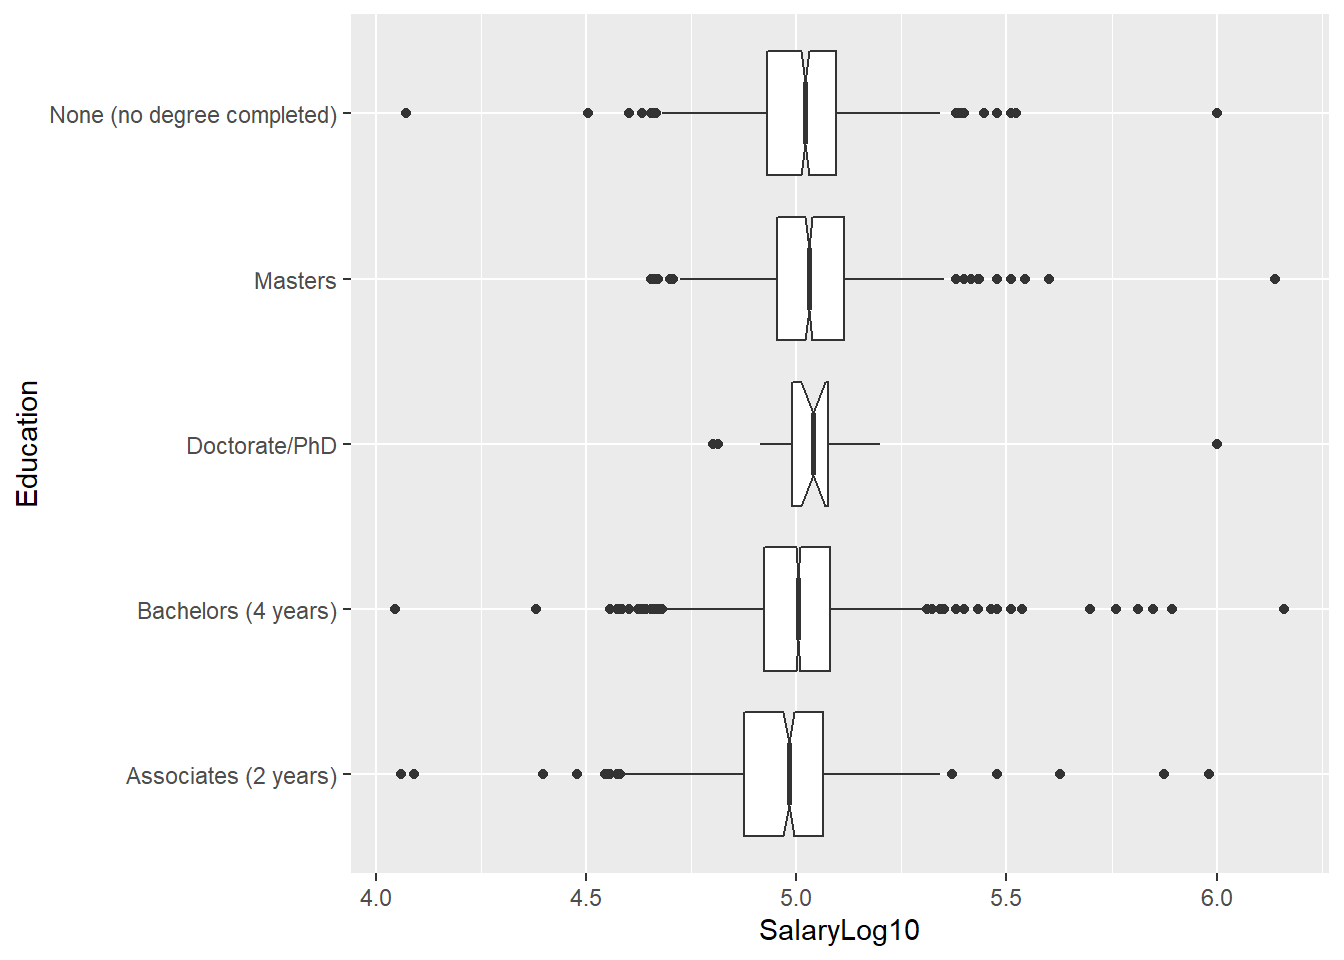 None (no degree completed)
Masters
Doctorate/PhD
Bachelors (4 years)
Associates (2 years)
Education
4.0 4.5 5.0 5.5 6.0
SalaryLog10